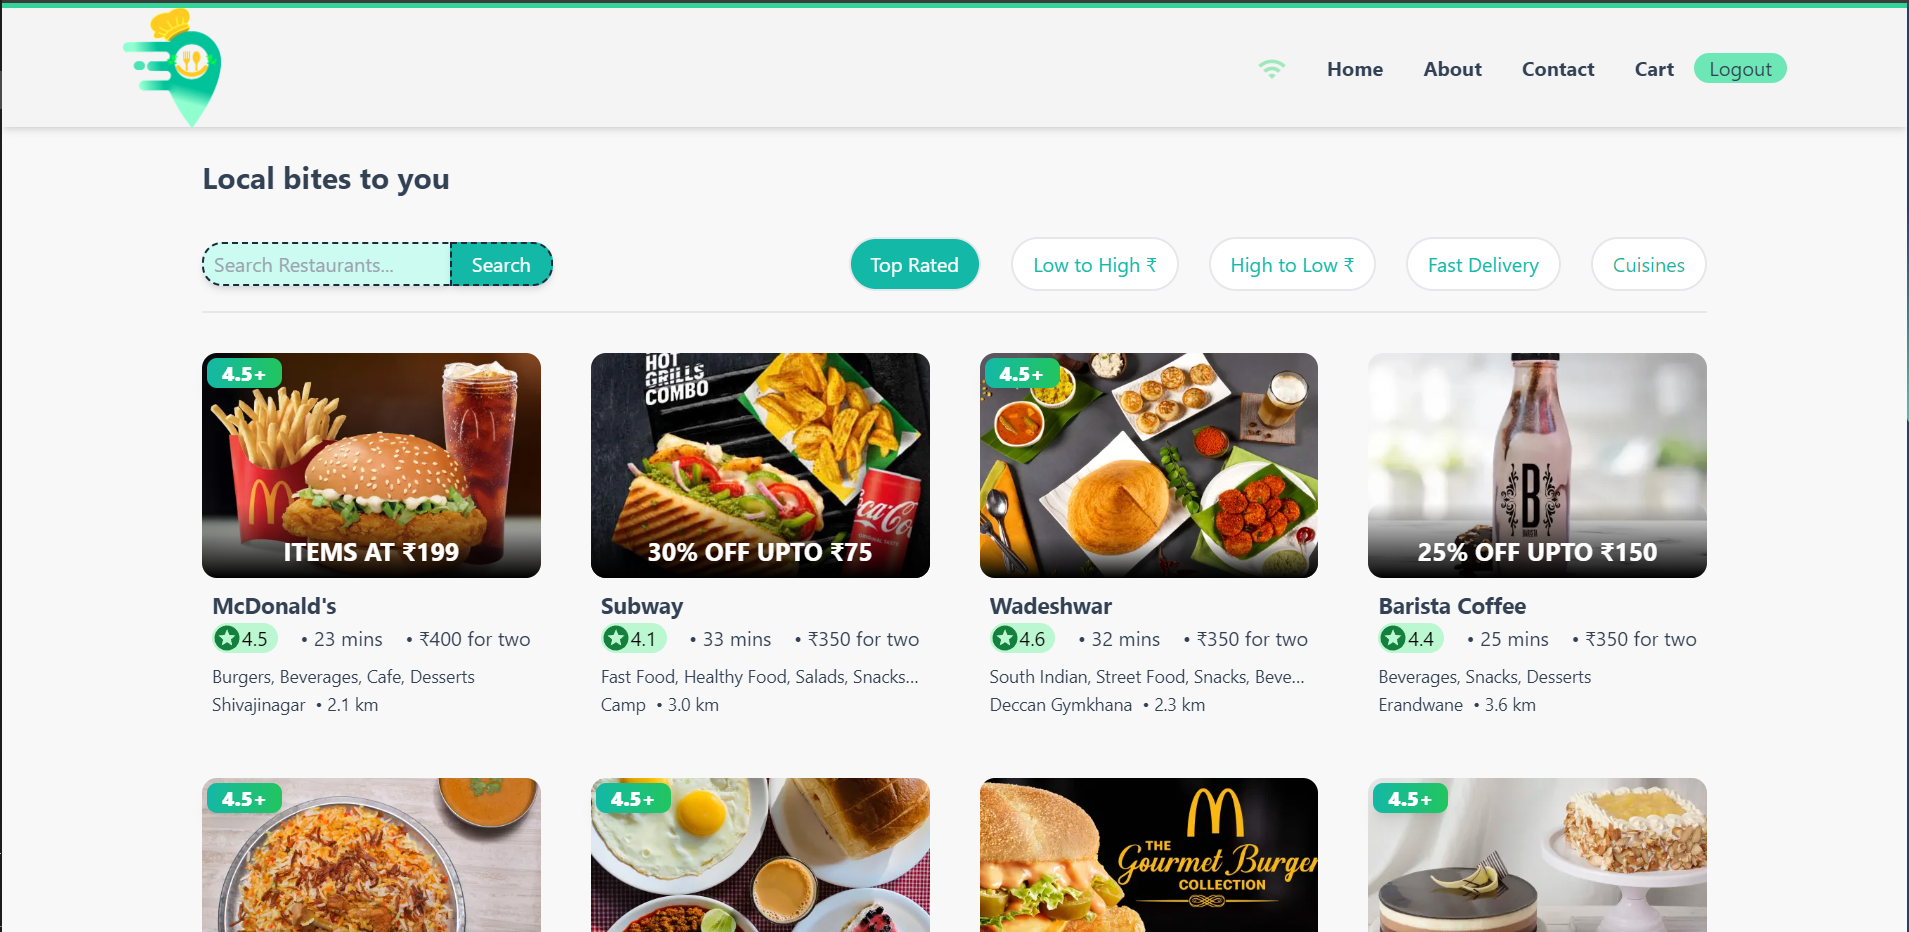 Home About Contact Cart Logout
Local bites to you
Search Restaurants... Search Top Rated Low to High ₹ High to Low ₹ Fast Delivery Cuisines
4.5+
HOT
GRILLS
COMBO
Coca-Cola
ORIGINAL TASTE
ITEMS AT ₹199
30% OFF UPTO ₹75
4.5+
B
BARISTA
25% OFF UPTO ₹150
McDonald's
4.5 • 23 mins • ₹400 for two
Burgers, Beverages, Cafe, Desserts
Shivajinagar • 2.1 km
Subway
4.1 • 33 mins • ₹350 for two
Fast Food, Healthy Food, Salads, Snacks...
Camp • 3.0 km
Wadeshwar
4.6 • 32 mins • ₹350 for two
South Indian, Street Food, Snacks, Beve...
Deccan Gymkhana • 2.3 km
Barista Coffee
4.4 • 25 mins • ₹350 for two
Beverages, Snacks, Desserts
Erandwane • 3.6 km
4.5+
4.5+
THE
Gourmet Burger
COLLECTION
4.5+